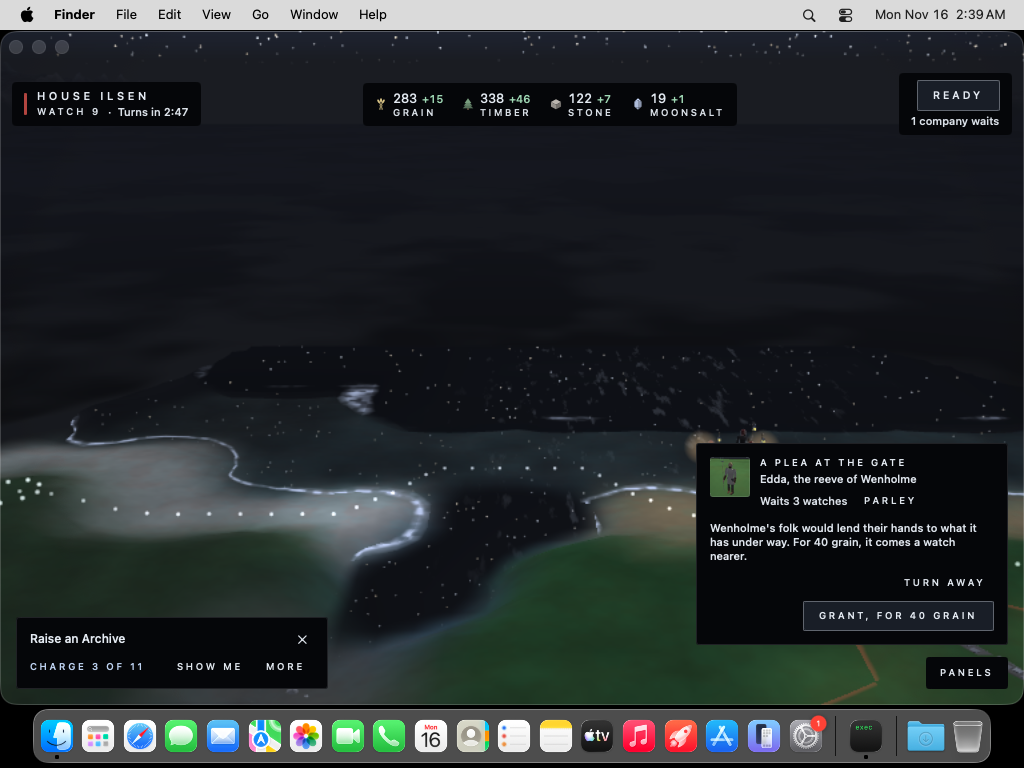 Finder File Edit View Go Window Help Mon Nov 16 2:39 AM
HOUSE ILSEN
WATCH 9 · Turns in 2:47
283 +15 338 +46 122 +7 19 +1
GRAIN TIMBER STONE MOONSALT
READY
1 company waits
A PLEA AT THE GATE
Edda, the reeve of Wenholme
Waits 3 watches PARLEY
Wenholme's folk would lend their hands to what it
has under way. For 40 grain, it comes a watch
nearer.
TURN AWAY
GRANT, FOR 40 GRAIN
Raise an Archive
CHARGE 3 OF 11 SHOW ME MORE
PANELS
Mon
16
tv
1
exec